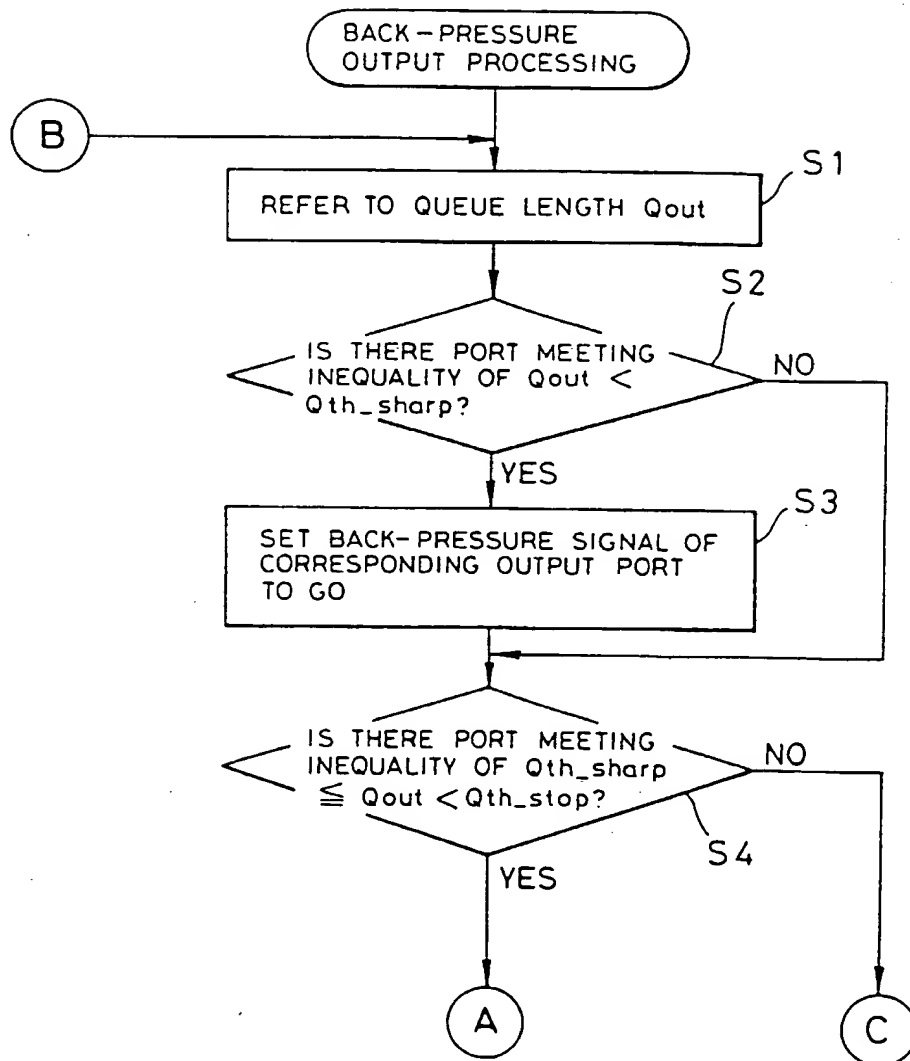 BACK-PRESSURE
OUTPUT PROCESSING
B
S1
REFER TO QUEUE LENGTH Qout
S2
IS THERE PORT MEETING
INEQUALITY OF Qout <
Qth_sharp?
NO
YES
S3
SET BACK-PRESSURE SIGNAL OF
CORRESPONDING OUTPUT PORT
TO GO
IS THERE PORT MEETING
INEQUALITY OF Qth_sharp
≦ Qout < Qth_stop?
NO
S4
YES
A
C